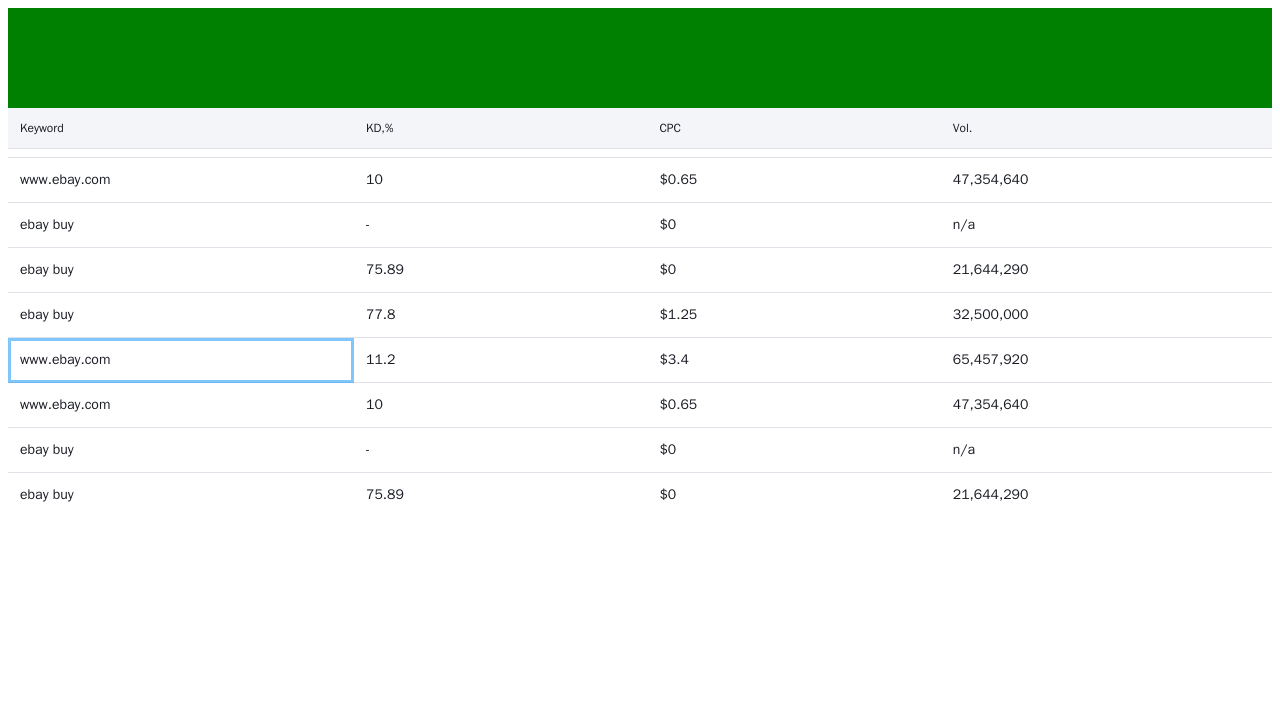 Keyword KD,% CPC Vol.
www.ebay.com 10 $0.65 47,354,640
ebay buy - $0 n/a
ebay buy 75.89 $0 21,644,290
ebay buy 77.8 $1.25 32,500,000
www.ebay.com 11.2 $3.4 65,457,920
www.ebay.com 10 $0.65 47,354,640
ebay buy - $0 n/a
ebay buy 75.89 $0 21,644,290